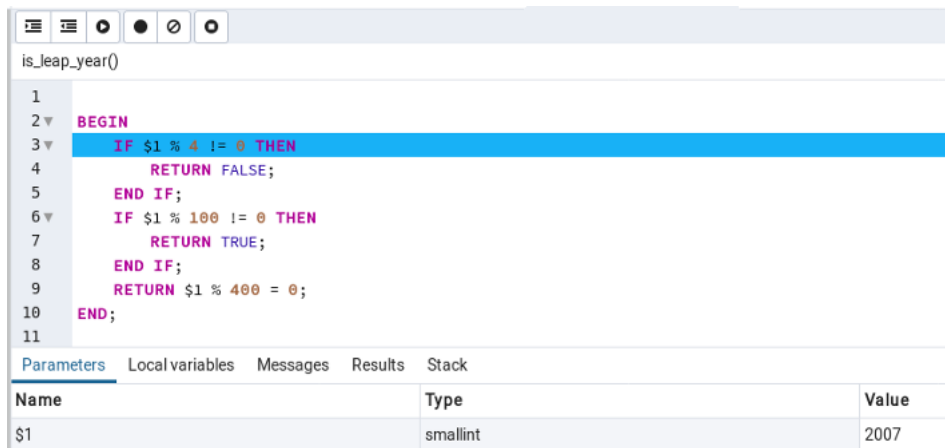 is_leap_year()
1
2 BEGIN
3 IF $1 % 4 != 0 THEN
4 RETURN FALSE;
5 END IF;
6 IF $1 % 100 != 0 THEN
7 RETURN TRUE;
8 END IF;
9 RETURN $1 % 400 = 0;
10 END;
11
Parameters Local variables Messages Results Stack
Name Type Value
$1 smallint 2007